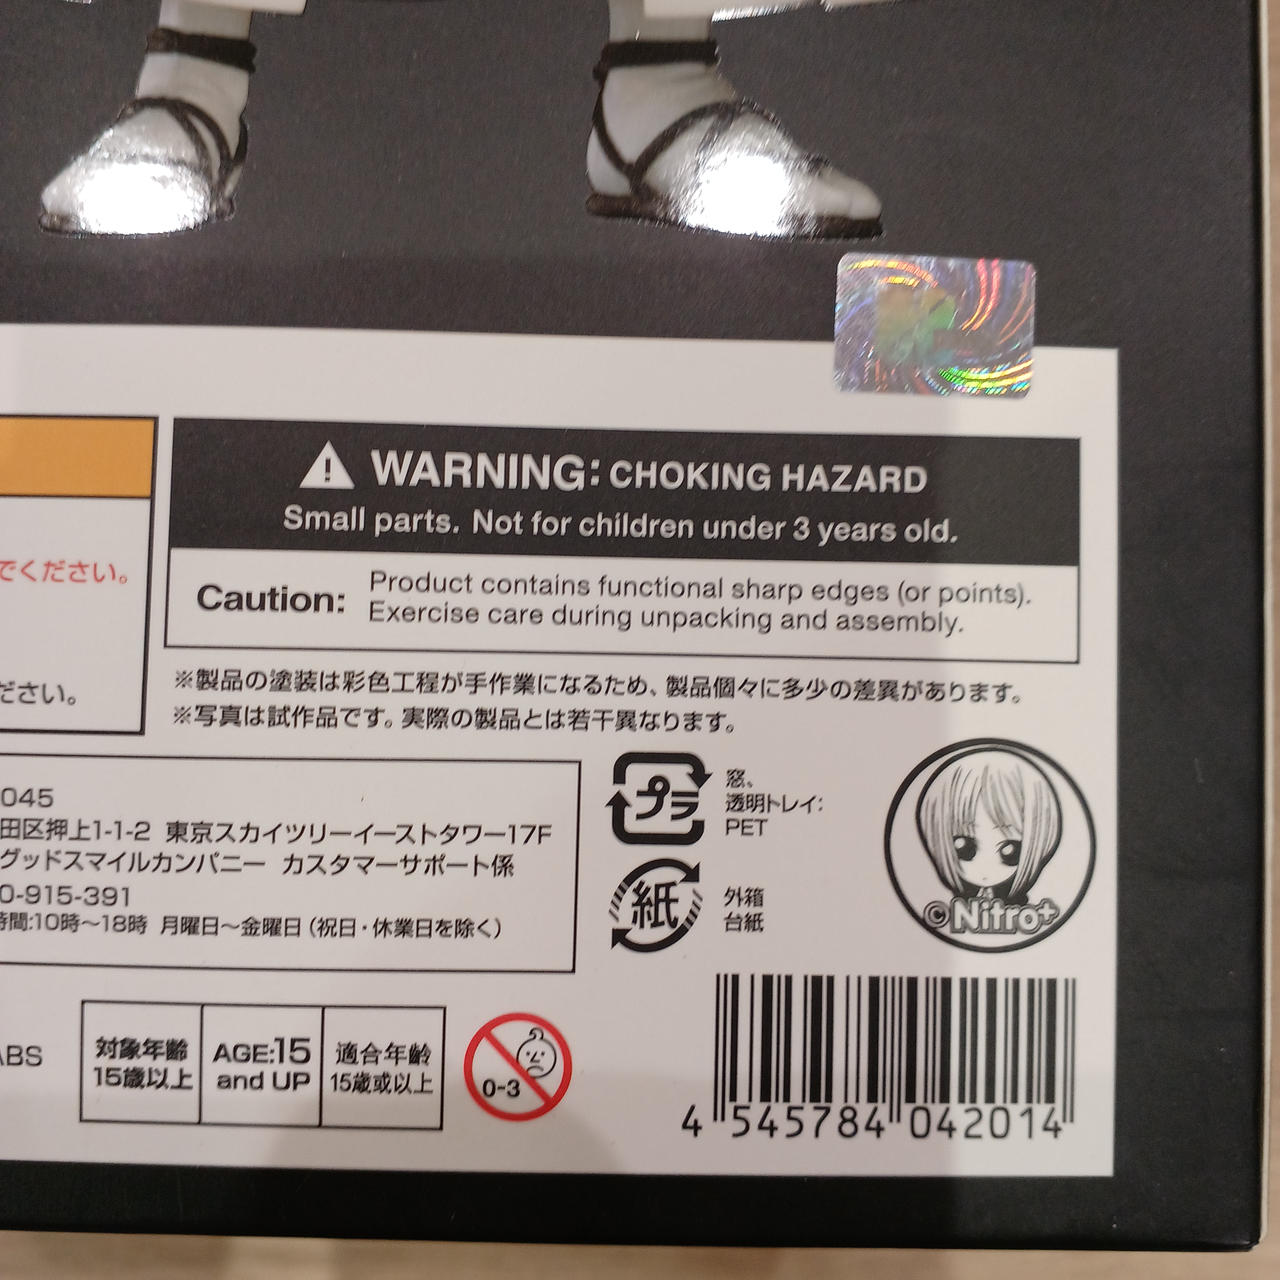 WARNING: CHOKING HAZARD
Small parts. Not for children under 3 years old.
Caution: Product contains functional sharp edges (or points).
Exercise care during unpacking and assembly.
でください。
ださい。
※製品の塗装は彩色工程が手作業になるため、製品個々に多少の差異があります。
※写真は試作品です。実際の製品とは若干異なります。
045
田区押上1-1-2 東京スカイツリーイーストタワー17F
グッドスマイルカンパニー カスタマーサポート係
0-915-391
時間:10時～18時 月曜日～金曜日(祝日・休業日を除く)
プラ
窓、
透明トレイ:
PET
紙
外箱
台紙
©Nitro+
ABS
対象年齢
15歳以上
AGE:15
and UP
適合年齡
15歲或以上
0-3
4 545784 042014